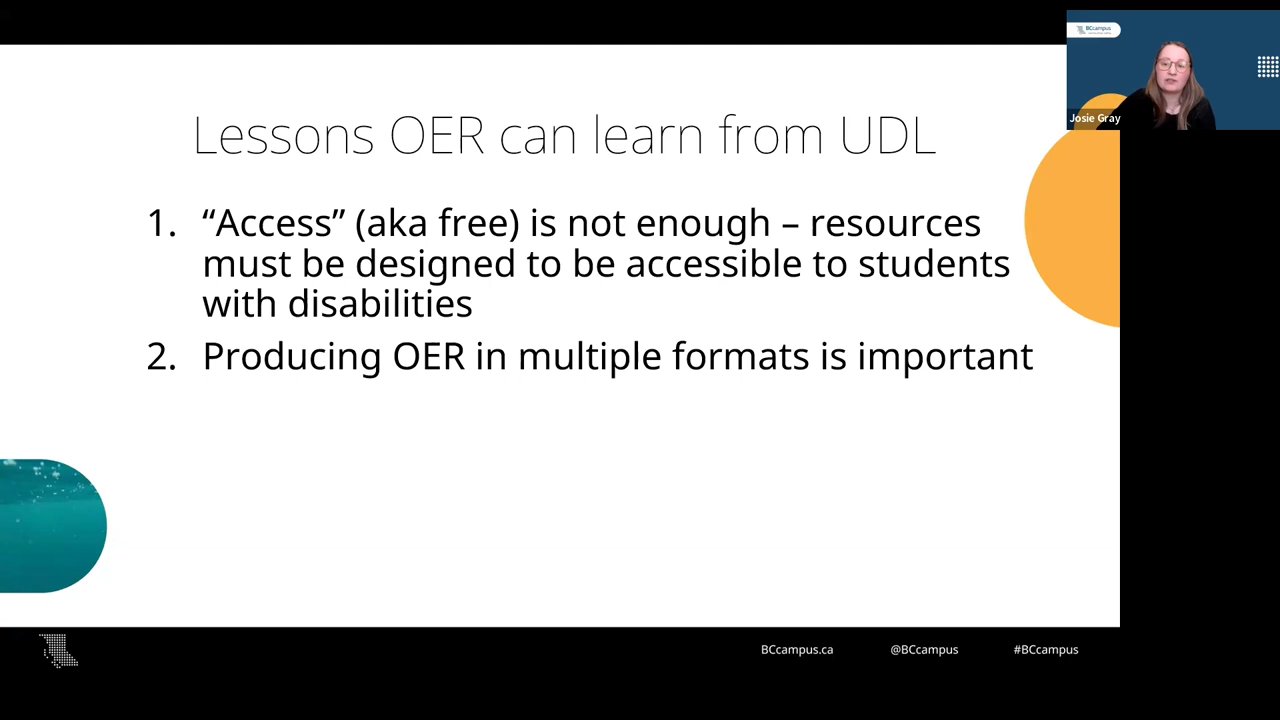 BCcampus
Josie Gray
Lessons OER can learn from UDL
1. “Access” (aka free) is not enough – resources
must be designed to be accessible to students
with disabilities
2. Producing OER in multiple formats is important
BCcampus.ca @BCcampus #BCcampus